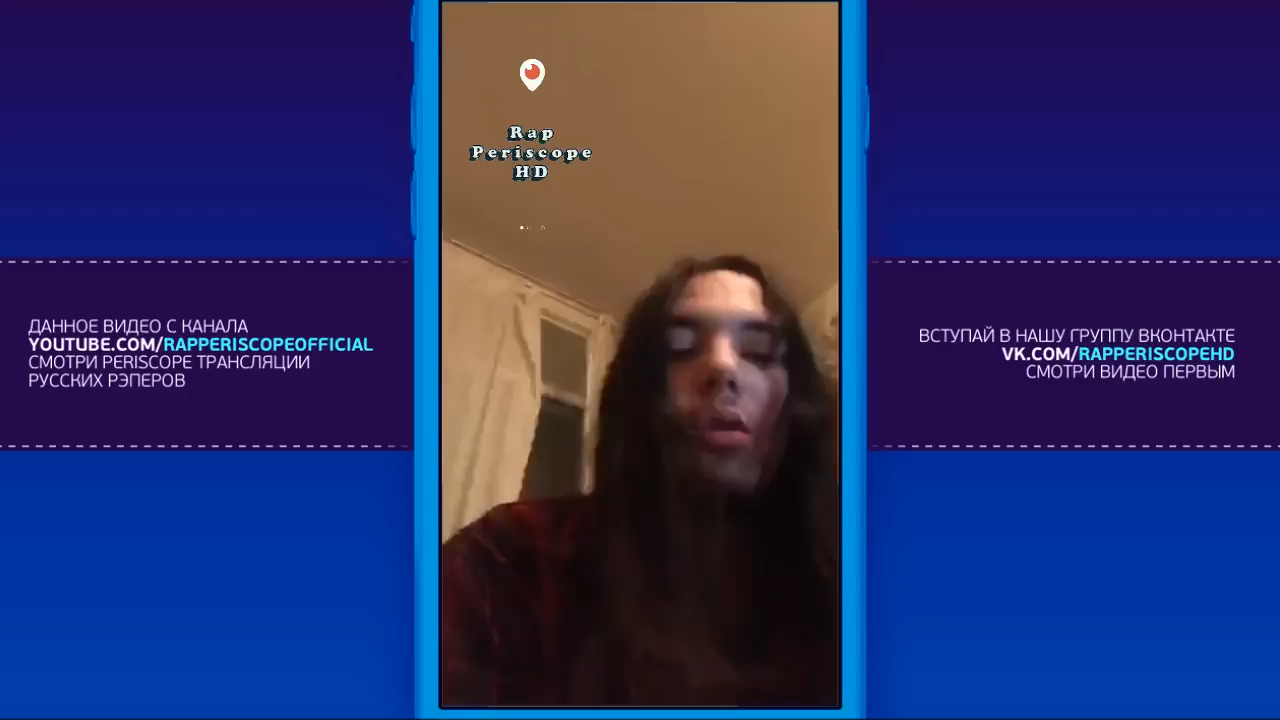 Rap
Periscope
HD
ДАННОЕ ВИДЕО С КАНАЛА
YOUTUBE.COM/RAPPERISCOPEOFFICIAL
СМОТРИ PERISCOPE ТРАНСЛЯЦИИ
РУССКИХ РЭПЕРОВ
ВСТУПАЙ В НАШУ ГРУППУ ВКОНТАКТЕ
VK.COM/RAPPERISCOPEHD
СМОТРИ ВИДЕО ПЕРВЫМ